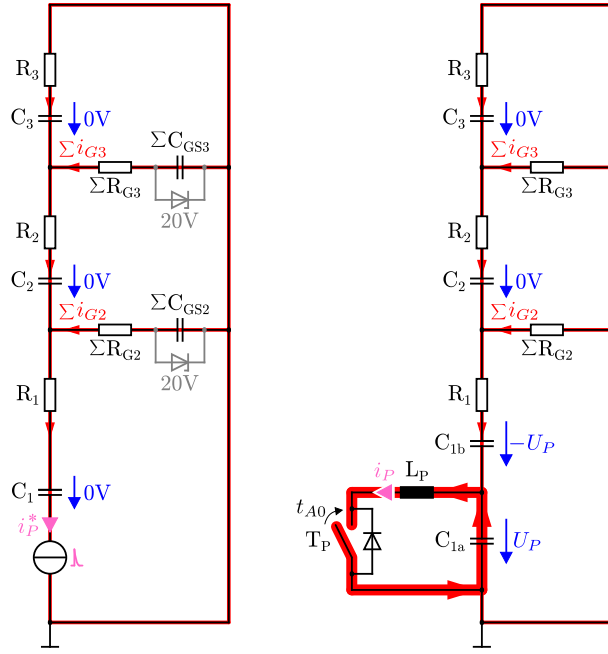 R3
C3 0V
ΣiG3 ΣCGS3
ΣRG3
20V
R2
C2 0V
ΣiG2 ΣCGS2
ΣRG2
20V
R1
C1 0V
i*P
R3
C3 0V
ΣiG3
ΣRG3
R2
C2 0V
ΣiG2
ΣRG2
R1
C1b −UP
iP LP
tA0
TP
C1a UP